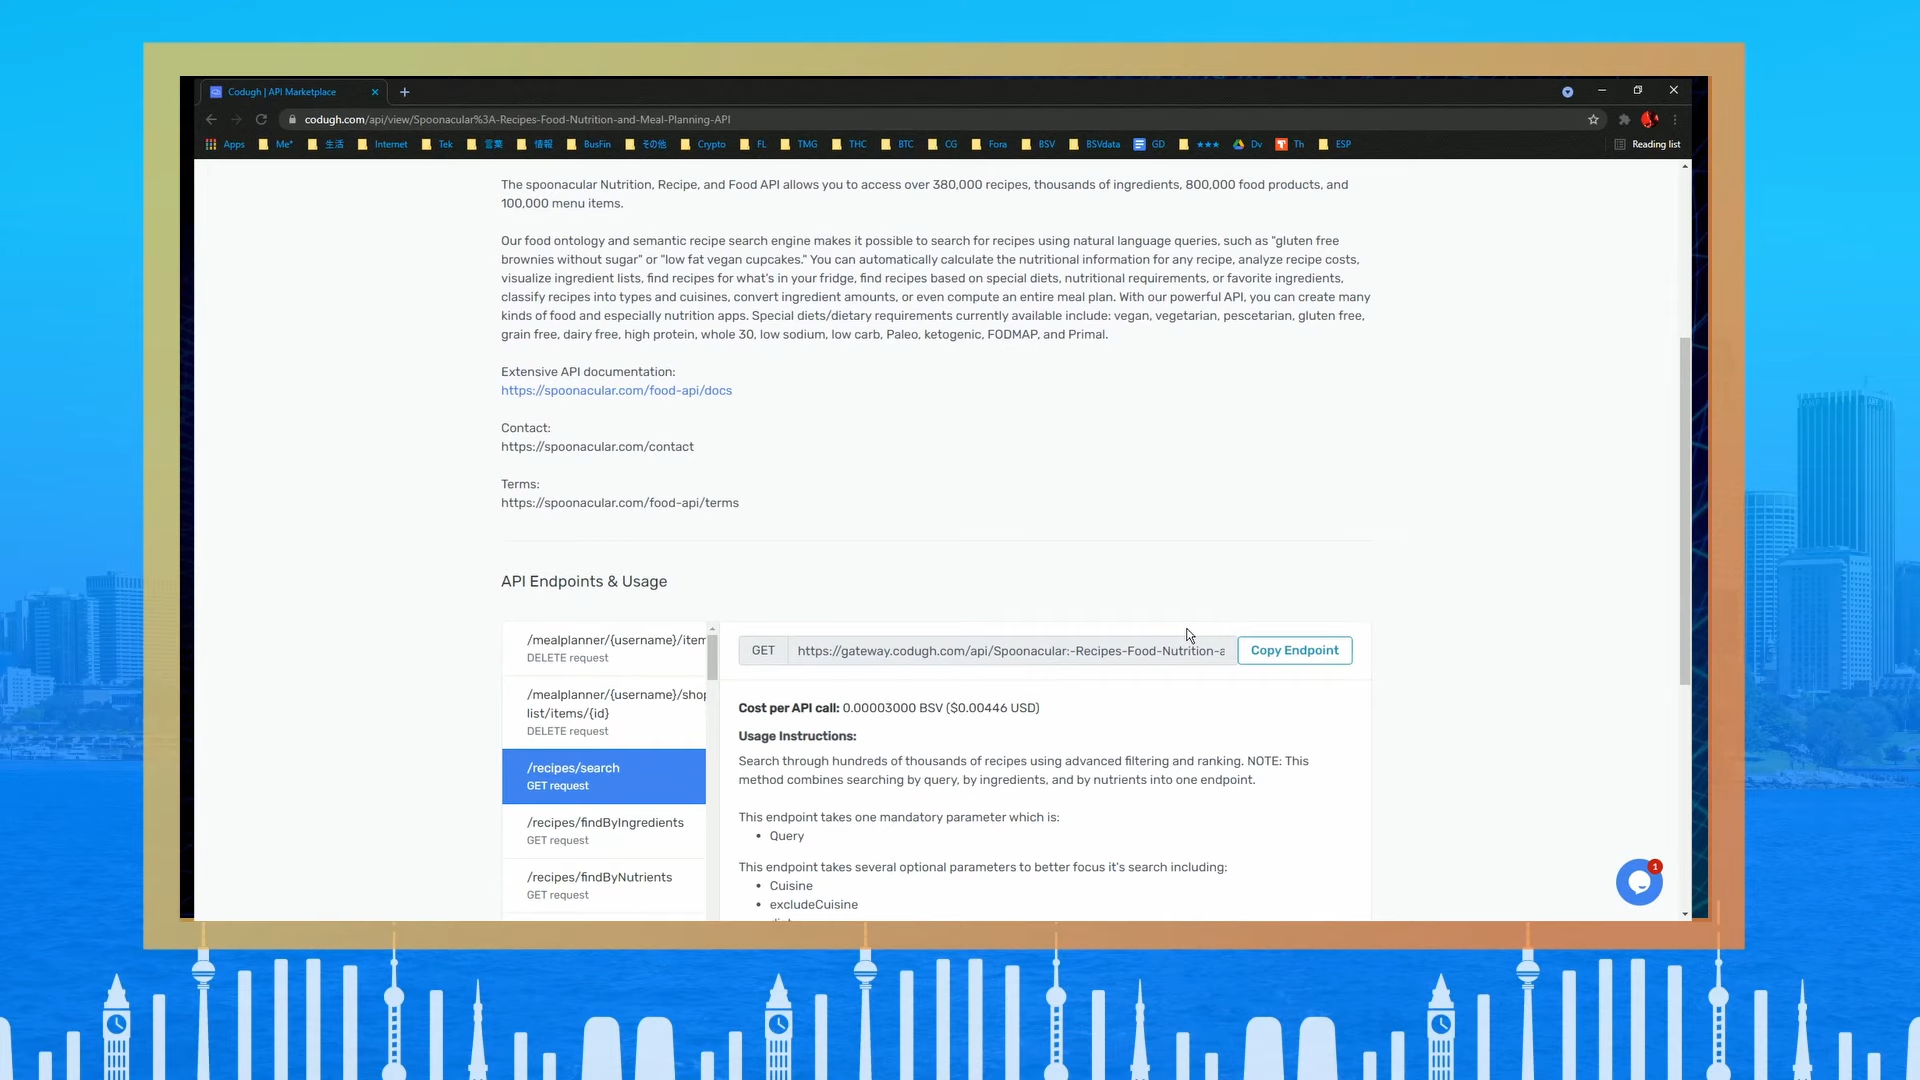 Codugh | API Marketplace
codugh.com/api/view/Spoonacular%3A-Recipes-Food-Nutrition-and-Meal-Planning-API
Apps Me* 生活 Internet Tek 言葉 情報 BusFin その他 Crypto FL TMG THC BTC CG Fora BSV BSVdata GD ★★★ Dv Th ESP Reading list
The spoonacular Nutrition, Recipe, and Food API allows you to access over 380,000 recipes, thousands of ingredients, 800,000 food products, and
100,000 menu items.
Our food ontology and semantic recipe search engine makes it possible to search for recipes using natural language queries, such as "gluten free
brownies without sugar" or "low fat vegan cupcakes." You can automatically calculate the nutritional information for any recipe, analyze recipe costs,
visualize ingredient lists, find recipes for what's in your fridge, find recipes based on special diets, nutritional requirements, or favorite ingredients,
classify recipes into types and cuisines, convert ingredient amounts, or even compute an entire meal plan. With our powerful API, you can create many
kinds of food and especially nutrition apps. Special diets/dietary requirements currently available include: vegan, vegetarian, pescetarian, gluten free,
grain free, dairy free, high protein, whole 30, low sodium, low carb, Paleo, ketogenic, FODMAP, and Primal.
Extensive API documentation:
https://spoonacular.com/food-api/docs
Contact:
https://spoonacular.com/contact
Terms:
https://spoonacular.com/food-api/terms
API Endpoints & Usage
/mealplanner/{username}/item
DELETE request
/mealplanner/{username}/shop
list/items/{id}
DELETE request
/recipes/search
GET request
/recipes/findByIngredients
GET request
/recipes/findByNutrients
GET request
GET https://gateway.codugh.com/api/Spoonacular:-Recipes-Food-Nutrition-a Copy Endpoint
Cost per API call: 0.00003000 BSV ($0.00446 USD)
Usage Instructions:
Search through hundreds of thousands of recipes using advanced filtering and ranking. NOTE: This
method combines searching by query, by ingredients, and by nutrients into one endpoint.
This endpoint takes one mandatory parameter which is:
• Query
This endpoint takes several optional parameters to better focus it's search including:
• Cuisine
• excludeCuisine
1